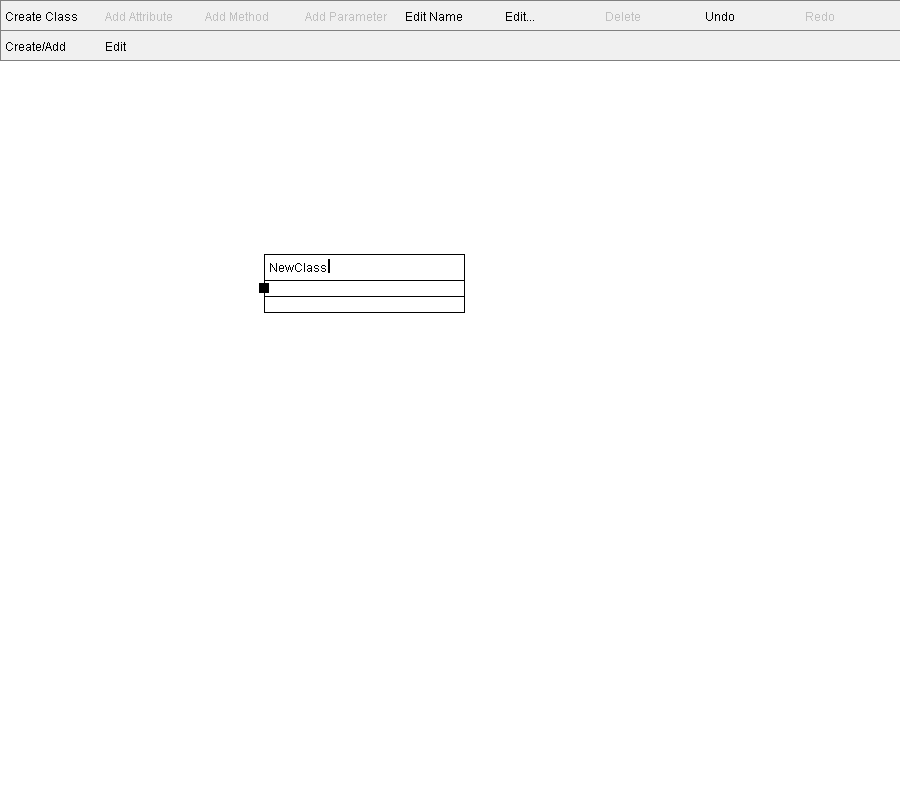 Create Class Add Attribute Add Method Add Parameter Edit Name Edit... Delete Undo Redo
Create/Add Edit
NewClass